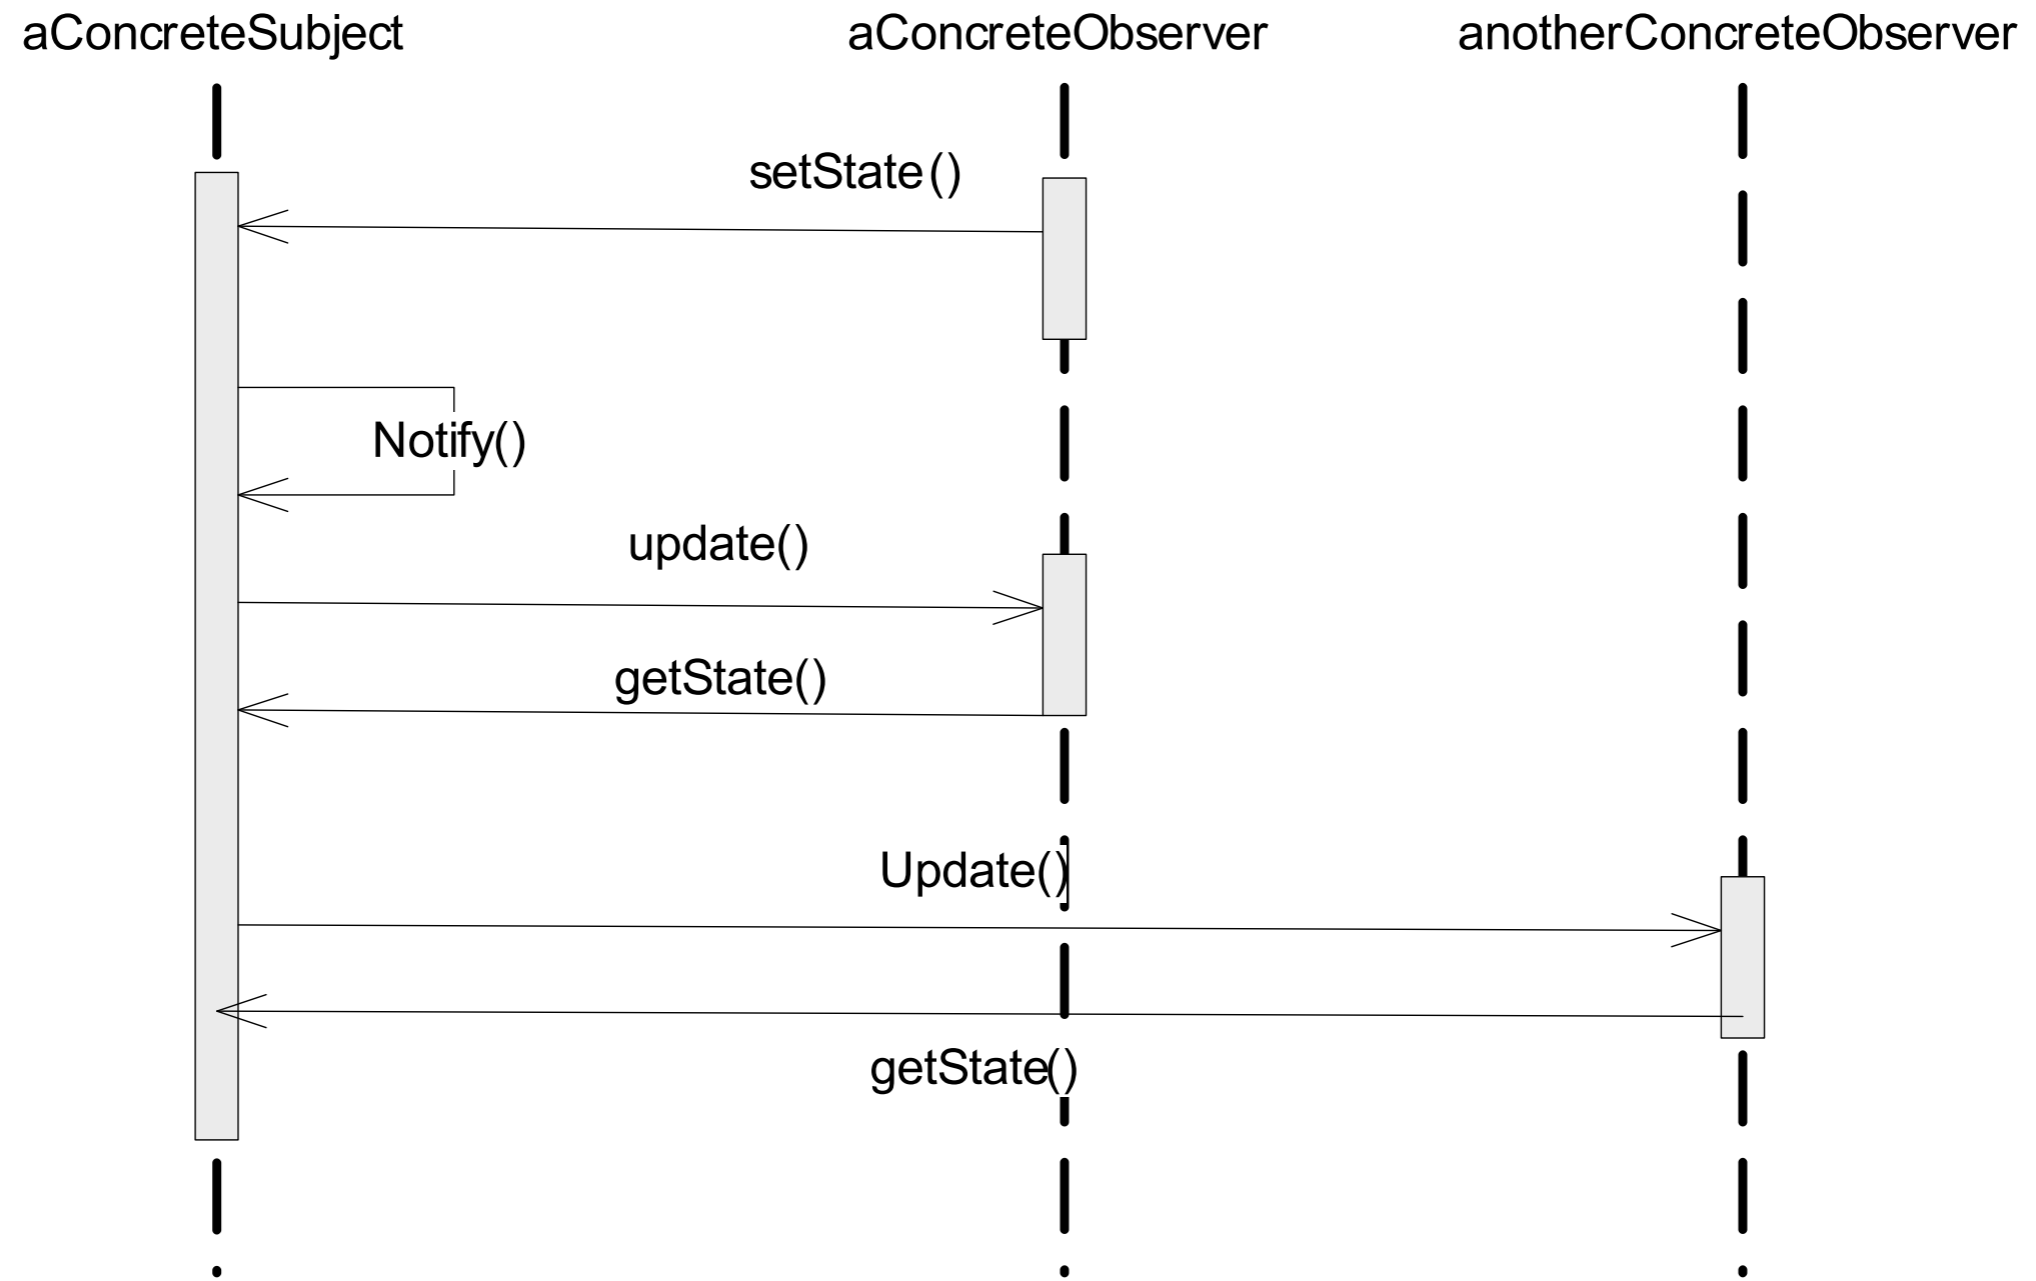 aConcreteSubject
aConcreteObserver
anotherConcreteObserver
setState()
Notify()
update()
getState()
Update()
getState()